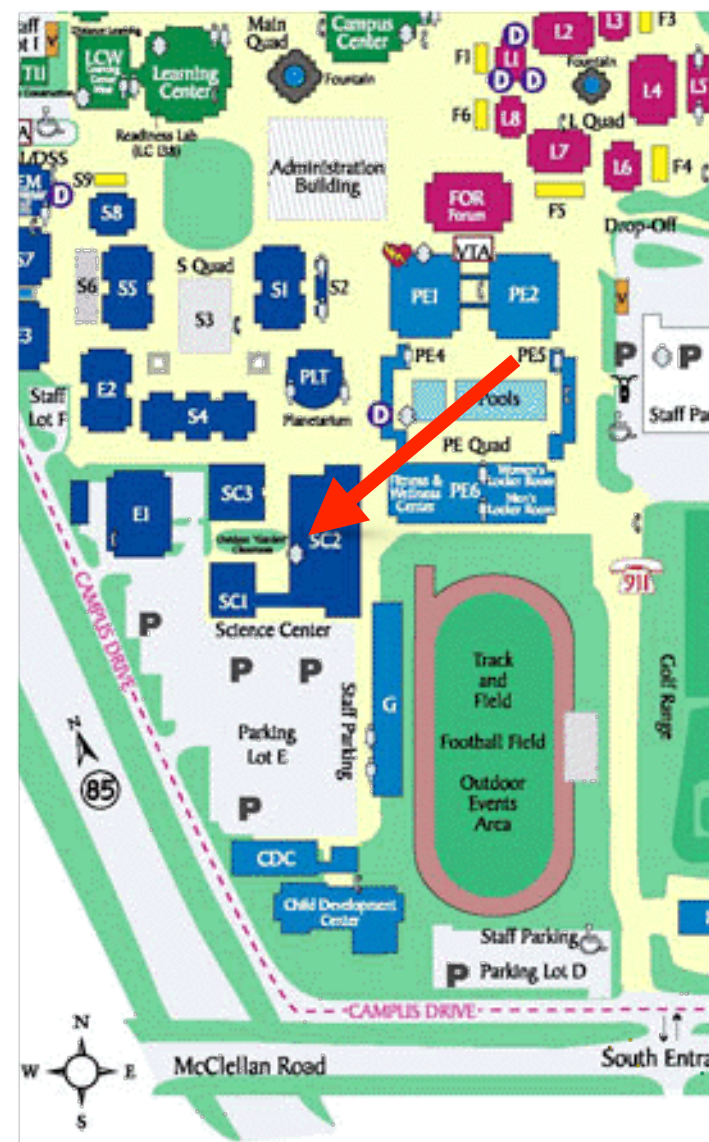 Main
Quad
Campus
Center
L2
L3
F3
D
LCW
Learning
Center
F1
L1
Fountain
Fountain
D
D
L4
L5
Readiness Lab
(LC 138)
F6
L8
L Quad
L7
L6
F4
Administration
Building
S9
D
S8
FOR
Forum
F5
Drop-Off
S7
S6
S5
S Quad
S1
S2
VTA
PE1
PE2
V
S3
PE4
PE5
P
P
Staff
Lot F
E2
PLT
Planetarium
S4
D
Pools
PE Quad
Staff Pa
E1
SC3
Fitness &
Wellness
Center
PE6
Women's
Locker Room
Men's
Locker Room
Outdoor "Garden"
Classroom
SC2
SC1
Science Center
911
CAMPUS DRIVE
P
P
P
Staff Parking
Parking
Lot E
P
G
Track
and
Field
Football Field
Outdoor
Events
Area
Golf Range
N
85
CDC
Child Development
Center
Staff Parking
P Parking Lot D
CAMPUS DRIVE
N
W
E
S
McClellan Road
South Entra